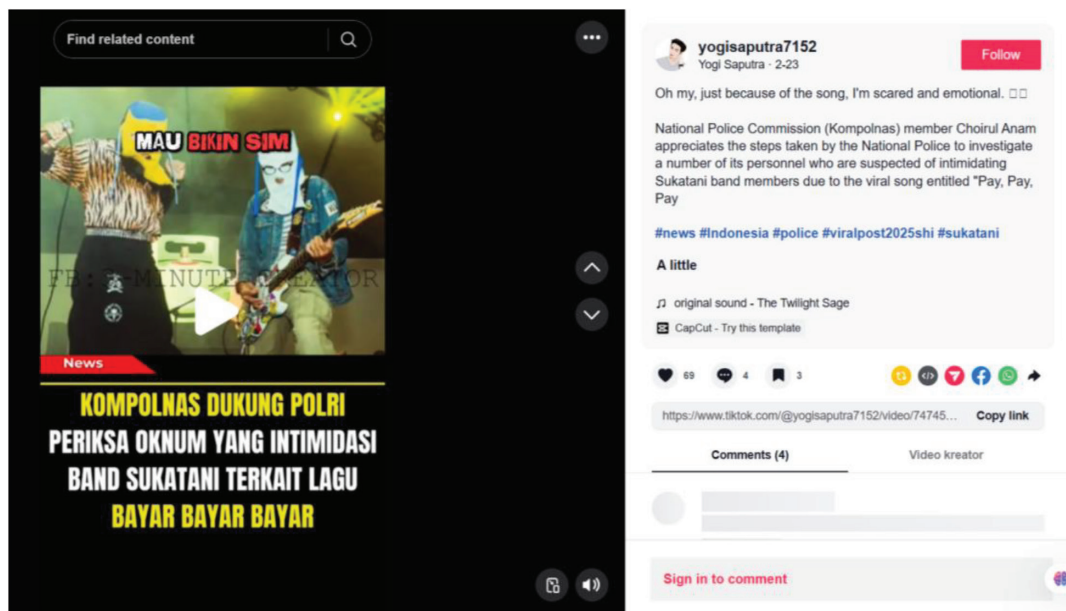 Find related content
MAU BIKIN SIM
FB: 3-MINUTE CREATOR
News
KOMPOLNAS DUKUNG POLRI
PERIKSA OKNUM YANG INTIMIDASI
BAND SUKATANI TERKAIT LAGU
BAYAR BAYAR BAYAR
yogisaputra7152
Yogi Saputra · 2-23
Follow
Oh my, just because of the song, I'm scared and emotional. □□
National Police Commission (Kompolnas) member Choirul Anam
appreciates the steps taken by the National Police to investigate
a number of its personnel who are suspected of intimidating
Sukatani band members due to the viral song entitled "Pay, Pay,
Pay
#news #Indonesia #police #viralpost2025shi #sukatani
A little
original sound - The Twilight Sage
CapCut - Try this template
69
4
3
https://www.tiktok.com/@yogisaputra7152/video/74745...
Copy link
Comments (4)
Video kreator
Sign in to comment